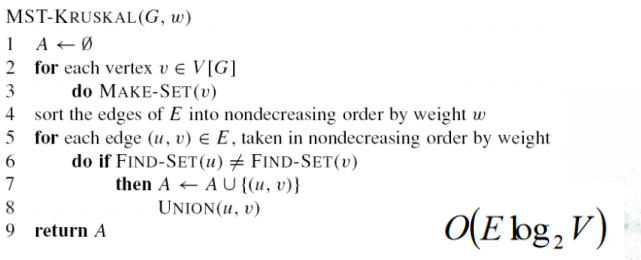 MST-KRUSKAL(G, w)
1 A ← Ø
2 for each vertex v ∈ V[G]
3 do MAKE-SET(v)
4 sort the edges of E into nondecreasing order by weight w
5 for each edge (u, v) ∈ E, taken in nondecreasing order by weight
6 do if FIND-SET(u) ≠ FIND-SET(v)
7 then A ← A ∪ {(u, v)}
8 UNION(u, v)
9 return A
O(E log₂ V)